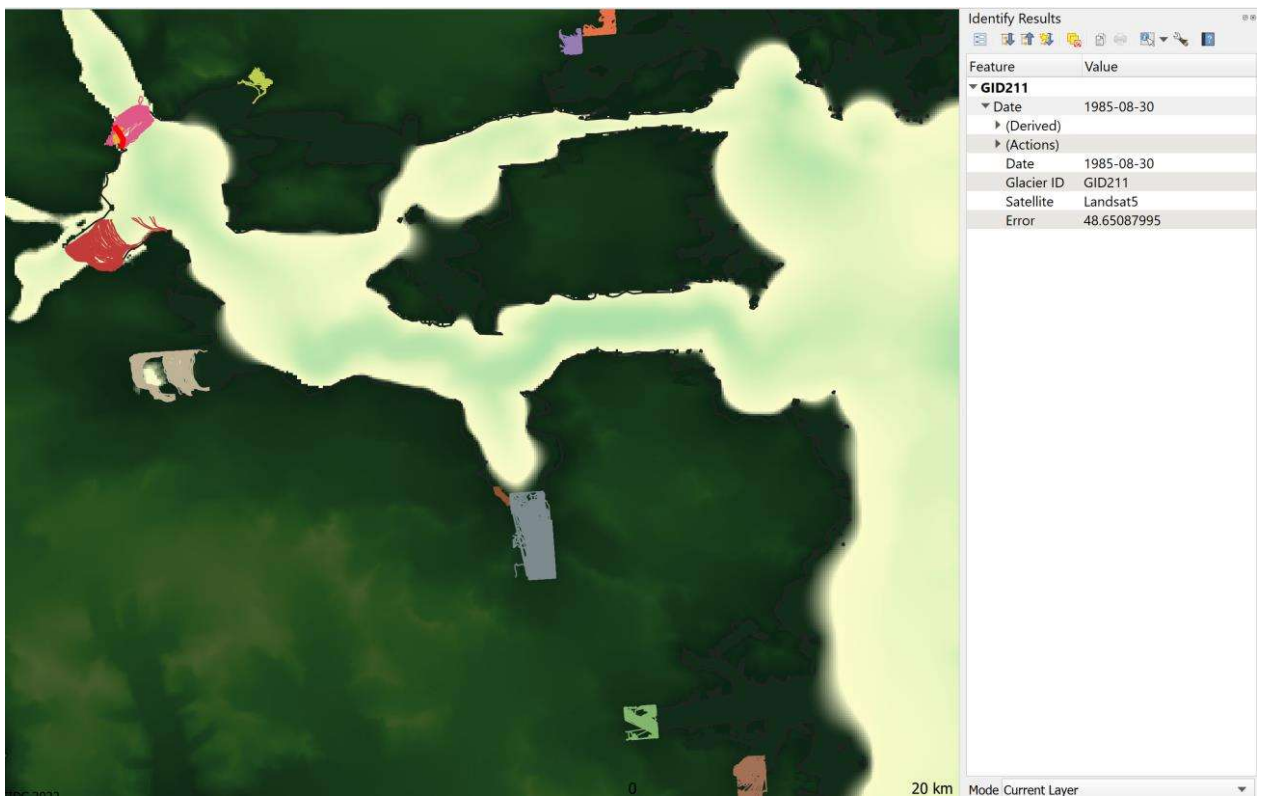 Identify Results
Feature Value
GID211
Date 1985-08-30
(Derived)
(Actions)
Date 1985-08-30
Glacier ID GID211
Satellite Landsat5
Error 48.65087995
0 20 km
Mode Current Layer